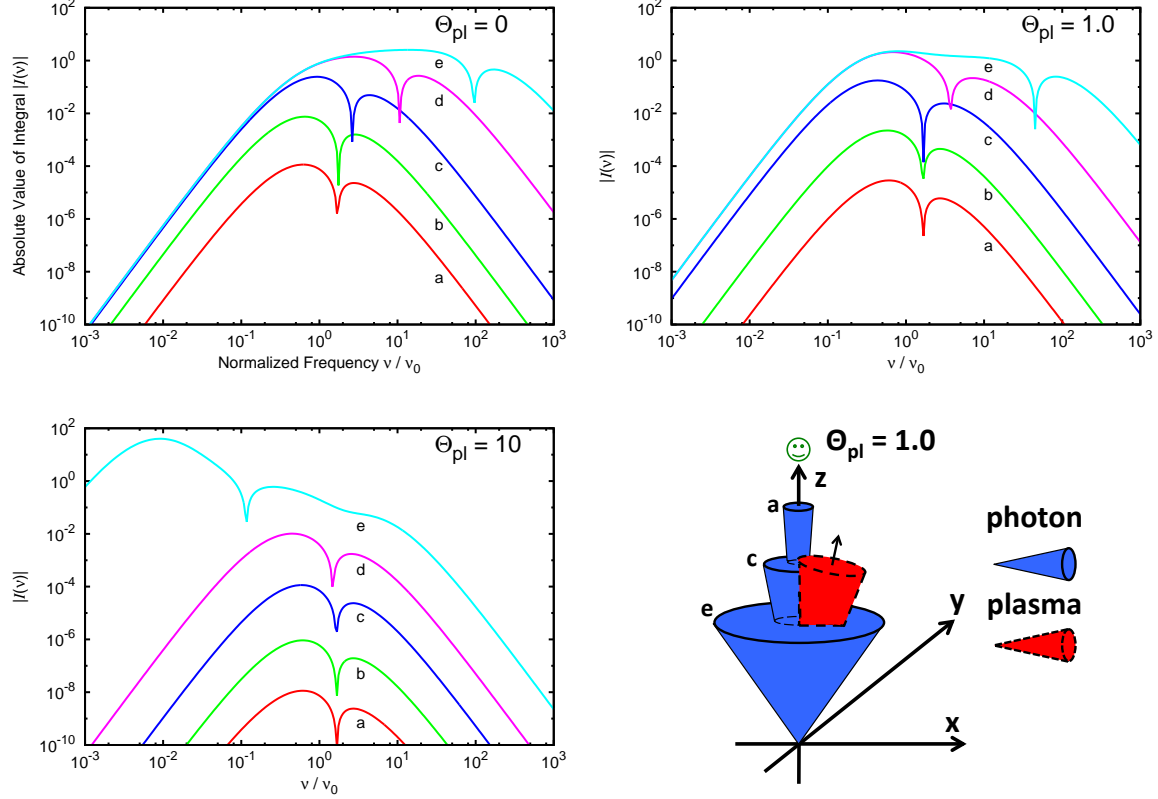 Θpl = 0
Absolute Value of Integral |I(ν)|
10^2
10^0
10^-2
10^-4
10^-6
10^-8
10^-10
e
d
c
b
a
10^-3 10^-2 10^-1 10^0 10^1 10^2 10^3
Normalized Frequency ν / ν0
Θpl = 1.0
|I(ν)|
10^2
10^0
10^-2
10^-4
10^-6
10^-8
10^-10
e
d
c
b
a
10^-3 10^-2 10^-1 10^0 10^1 10^2 10^3
ν / ν0
Θpl = 10
|I(ν)|
10^2
10^0
10^-2
10^-4
10^-6
10^-8
10^-10
e
d
c
b
a
10^-3 10^-2 10^-1 10^0 10^1 10^2 10^3
ν / ν0
Θpl = 1.0
z
a
c
e
y
x
photon
plasma